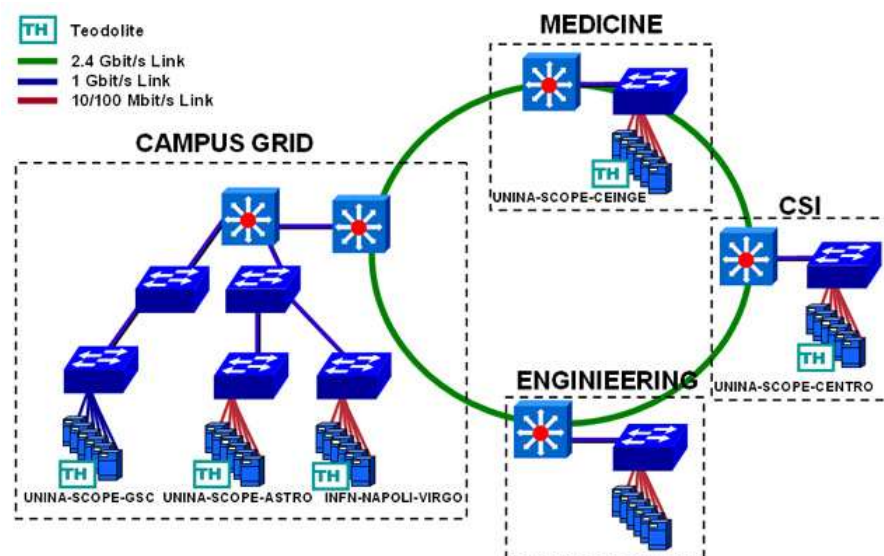 TH Teodolite
2.4 Gbit/s Link
1 Gbit/s Link
10/100 Mbit/s Link
MEDICINE
TH
UNINA-SCOPE-CEINGE
CAMPUS GRID
CSI
TH
UNINA-SCOPE-CENTRO
ENGINIEERING
TH
TH
TH
UNINA-SCOPE-GSC
UNINA-SCOPE-ASTRO
INFN-NAPOLI-VIRGO